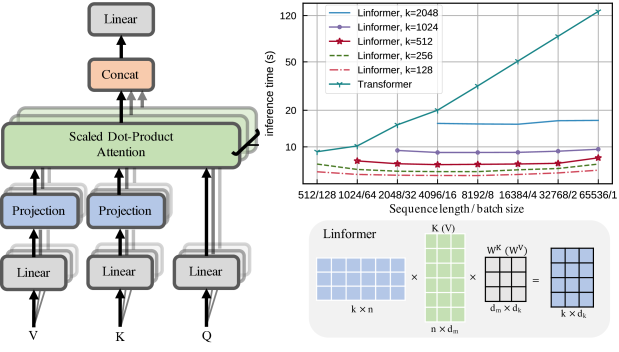 Linear
Concat
Scaled Dot-Product
Attention
Projection
Projection
Linear
Linear
Linear
V
K
Q
inference time (s)
120
50
20
10
Linformer, k=2048
Linformer, k=1024
Linformer, k=512
Linformer, k=256
Linformer, k=128
Transformer
512/128 1024/64 2048/32 4096/16 8192/8 16384/4 32768/2 65536/1
Sequence length / batch size
Linformer
K (V)
W^K (W^V)
× × =
k × n
n × d_m
d_m × d_k
k × d_k